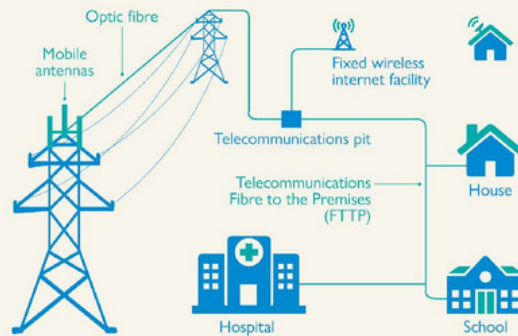 Optic fibre
Mobile
antennas
Fixed wireless
internet facility
Telecommunications pit
Telecommunications
Fibre to the Premises
(FTTP)
House
Hospital
School